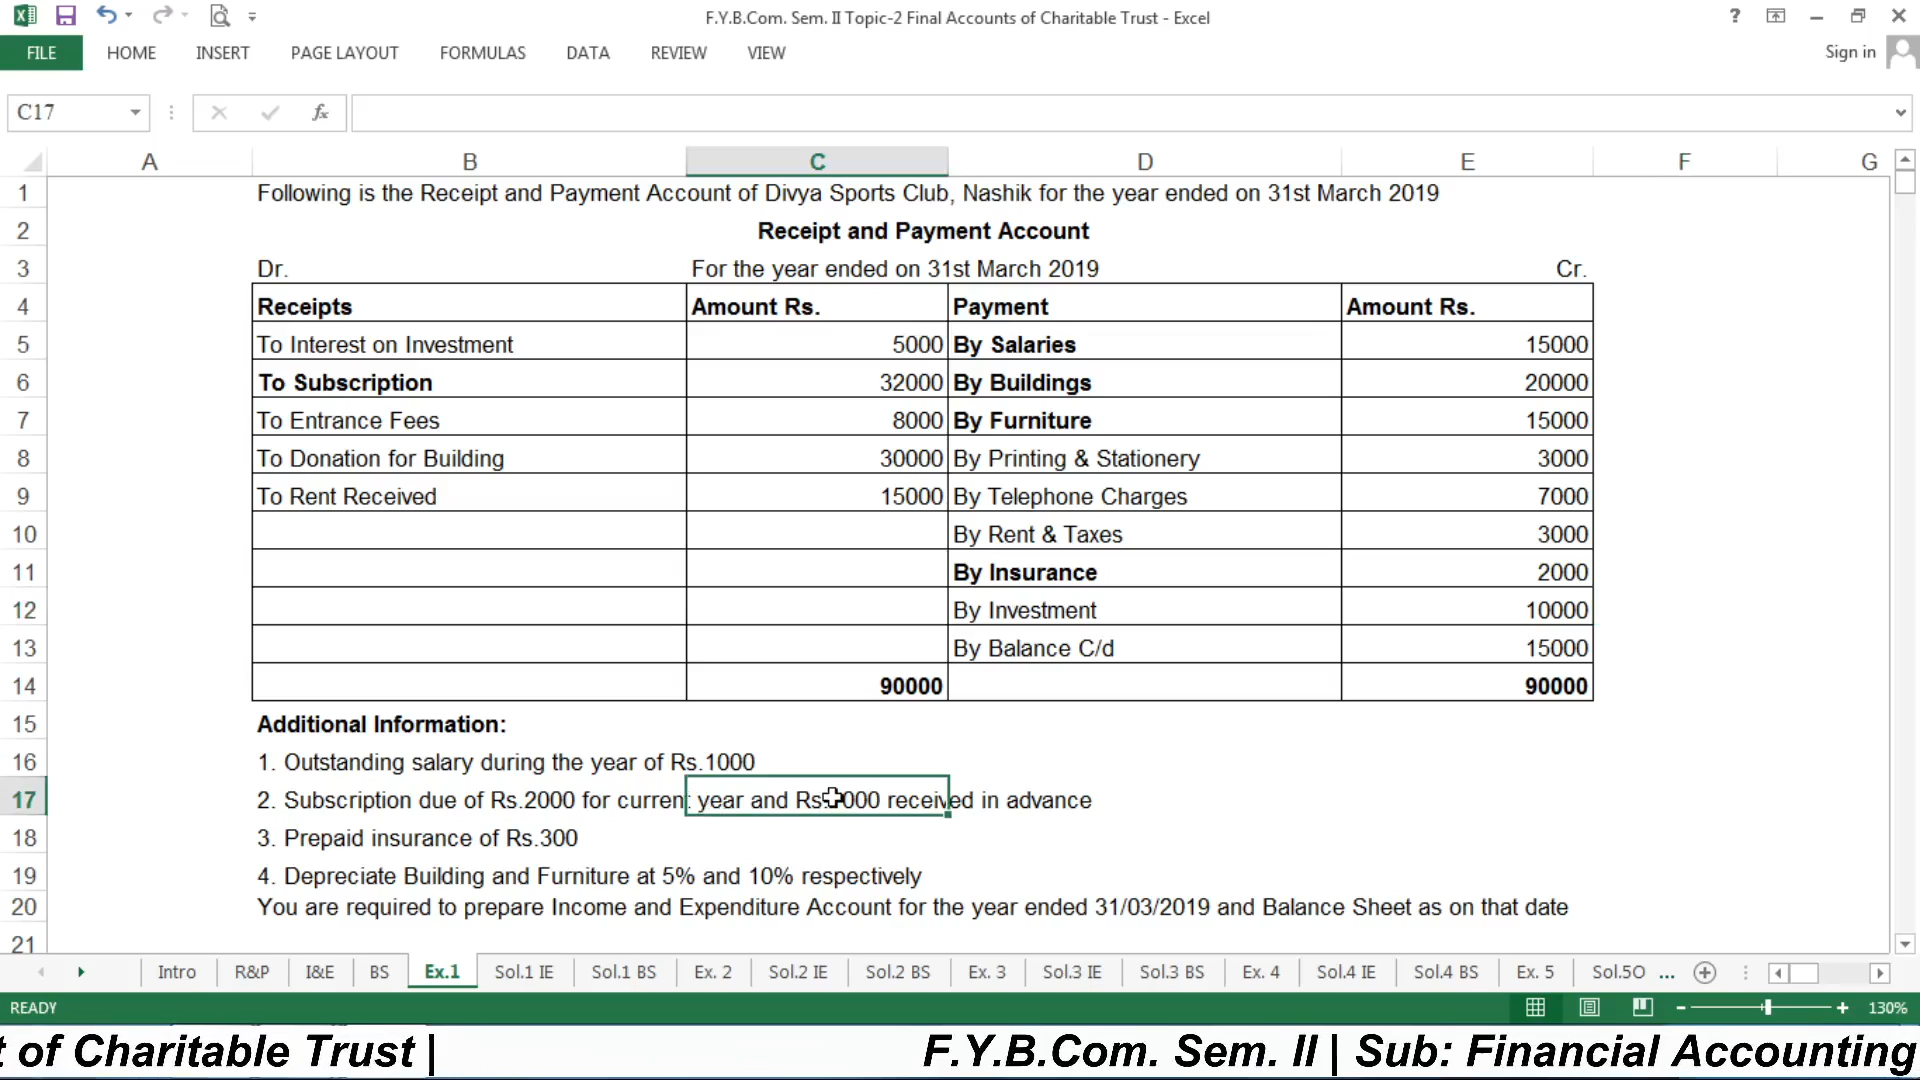 F.Y.B.Com. Sem. II Topic-2 Final Accounts of Charitable Trust - Excel
?
FILE HOME INSERT PAGE LAYOUT FORMULAS DATA REVIEW VIEW Sign in
C17 fx
A B C D E F G
1 Following is the Receipt and Payment Account of Divya Sports Club, Nashik for the year ended on 31st March 2019
2 Receipt and Payment Account
3 Dr. For the year ended on 31st March 2019 Cr.
4 Receipts Amount Rs. Payment Amount Rs.
5 To Interest on Investment 5000 By Salaries 15000
6 To Subscription 32000 By Buildings 20000
7 To Entrance Fees 8000 By Furniture 15000
8 To Donation for Building 30000 By Printing & Stationery 3000
9 To Rent Received 15000 By Telephone Charges 7000
10 By Rent & Taxes 3000
11 By Insurance 2000
12 By Investment 10000
13 By Balance C/d 15000
14 90000 90000
15 Additional Information:
16 1. Outstanding salary during the year of Rs.1000
17 2. Subscription due of Rs.2000 for current year and received in advance
18 3. Prepaid insurance of Rs.300
19 4. Depreciate Building and Furniture at 5% and 10% respectively
20 You are required to prepare Income and Expenditure Account for the year ended 31/03/2019 and Balance Sheet as on that date
21
Intro R&P I&E BS Ex.1 Sol.1 IE Sol.1 BS Ex. 2 Sol.2 IE Sol.2 BS Ex. 3 Sol.3 IE Sol.3 BS Ex. 4 Sol.4 IE Sol.4 BS Ex. 5 Sol.5O ...
READY 130%
of Charitable Trust | F.Y.B.Com. Sem. II | Sub: Financial Accounting